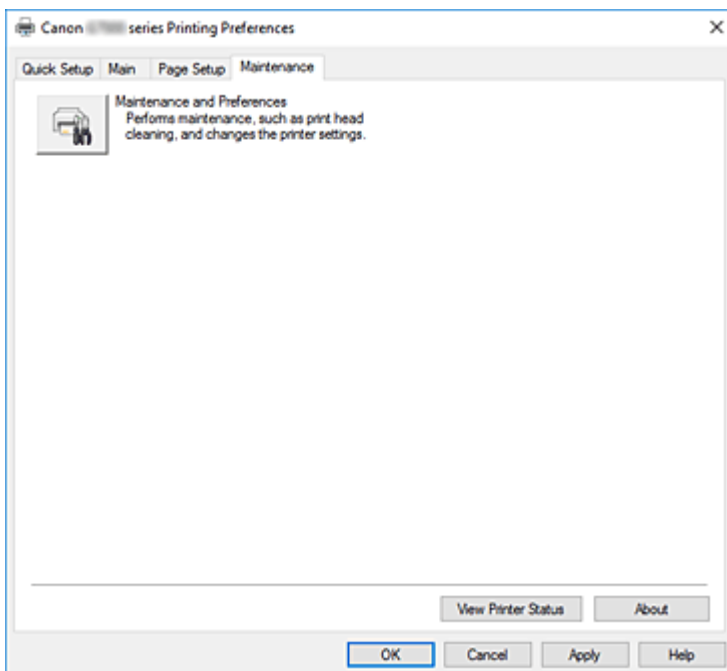 Canon series Printing Preferences
Quick Setup Main Page Setup Maintenance
Maintenance and Preferences
Performs maintenance, such as print head
cleaning, and changes the printer settings.
View Printer Status About
OK Cancel Apply Help